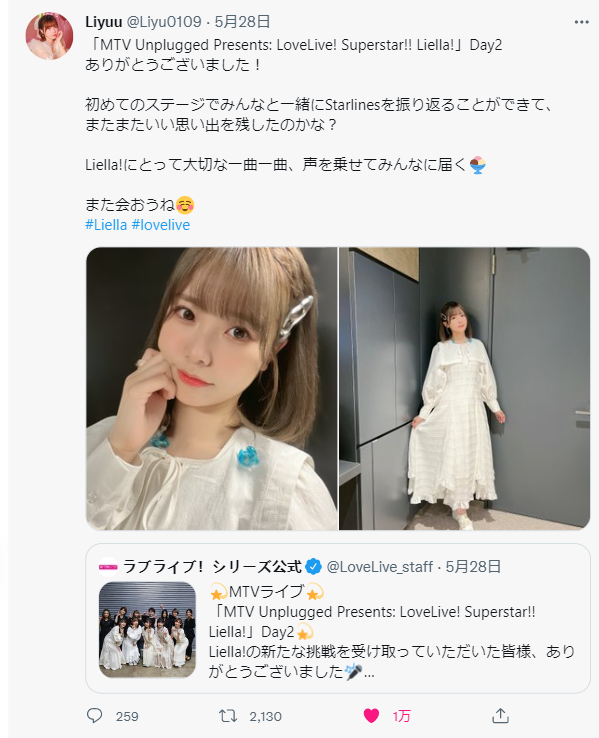 Liyuu @Liyu0109 · 5月28日
「MTV Unplugged Presents: LoveLive! Superstar!! Liella!」Day2
ありがとうございました！
初めてのステージでみんなと一緒にStarlinesを振り返ることができて、
またまたいい思い出を残したのかな？
Liella!にとって大切な一曲一曲、声を乗せてみんなに届く🍨
また会おうね☺️
#Liella #lovelive
ラブライブ！シリーズ公式 @LoveLive_staff · 5月28日
💫MTVライブ💫
「MTV Unplugged Presents: LoveLive! Superstar!!
Liella!」Day2💫
Liella!の新たな挑戦を受け取っていただいた皆様、あり
がとうございました🎤...
259 2,130 1万